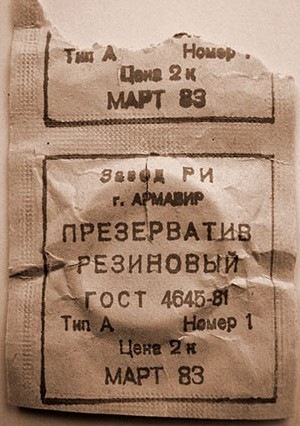 Тип А Номер
Цена 2 к
МАРТ 83
Завод РИ
г. АРМАВИР
ПРЕЗЕРВАТИВ
РЕЗИНОВЫЙ
ГОСТ 4645-81
Тип А Номер 1
Цена 2 к
МАРТ 83